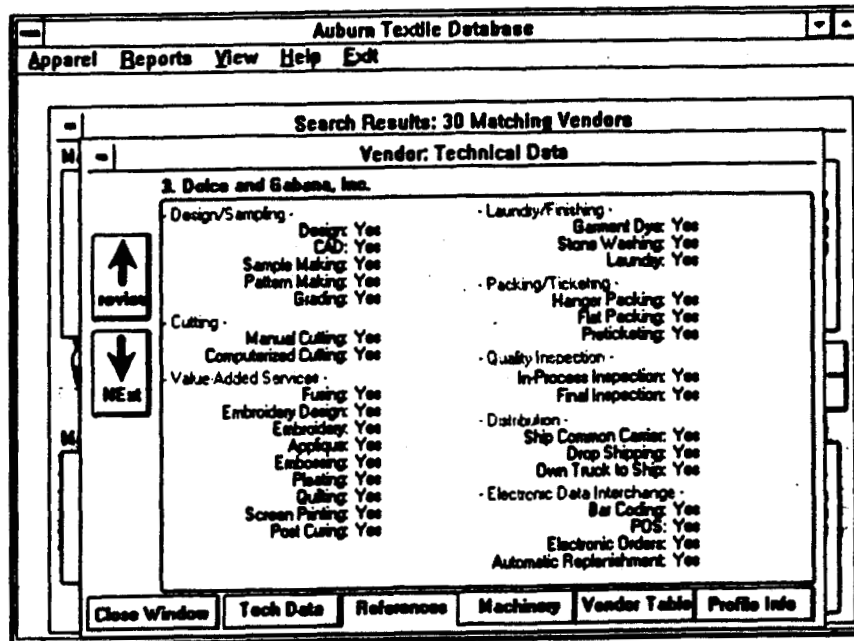 Auburn Textile Database
Apparel Reports View Help Exit
Search Results: 30 Matching Vendors
Vendor: Technical Data
3. Dolce and Gabana, Inc.
- Design/Sampling -
Design: Yes
CAD: Yes
Sample Making: Yes
Pattern Making: Yes
Grading: Yes
- Cutting -
Manual Cutting: Yes
Computerized Cutting: Yes
- Value-Added Services -
Fusing: Yes
Embroidery Design: Yes
Embroidery: Yes
Applique: Yes
Embossing: Yes
Pleating: Yes
Quilting: Yes
Screen Printing: Yes
Post Curing: Yes
- Laundry/Finishing -
Garment Dye: Yes
Stone Washing: Yes
Laundry: Yes
- Packing/Ticketing -
Hanger Packing: Yes
Flat Packing: Yes
Preticketing: Yes
- Quality Inspection -
In-Process Inspection: Yes
Final Inspection: Yes
- Distribution -
Ship Common Carrier: Yes
Drop Shipping: Yes
Own Truck to Ship: Yes
- Electronic Data Interchange -
Bar Coding: Yes
POS: Yes
Electronic Orders: Yes
Automatic Replenishment: Yes
NExt
Close Window Tech Data References Machinery Vendor Table Profile Info